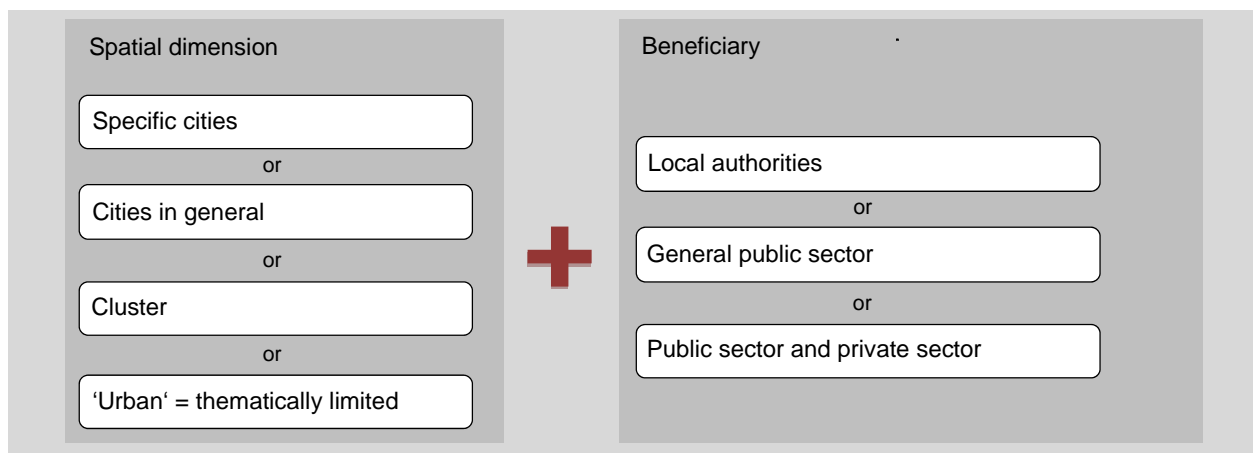 Spatial dimension
Specific cities
or
Cities in general
or
Cluster
or
‘Urban‘ = thematically limited
Beneficiary
Local authorities
or
General public sector
or
Public sector and private sector